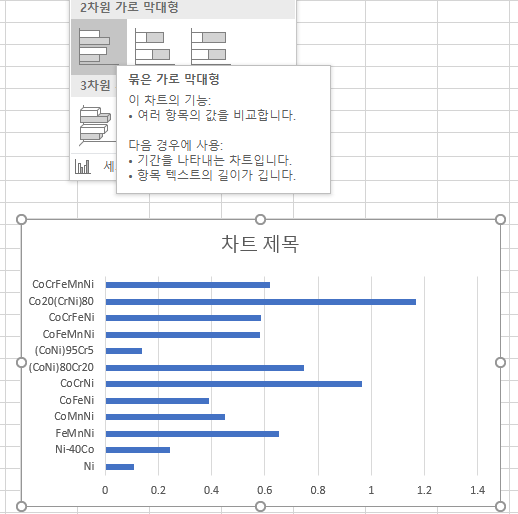 2차원 가로 막대형
3차원
묶은 가로 막대형
이 차트의 기능:
• 여러 항목의 값을 비교합니다.
다음 경우에 사용:
• 기간을 나타내는 차트입니다.
• 항목 텍스트의 길이가 깁니다.
세
차트 제목
CoCrFeMnNi
Co20(CrNi)80
CoCrFeNi
CoFeMnNi
(CoNi)95Cr5
(CoNi)80Cr20
CoCrNi
CoFeNi
CoMnNi
FeMnNi
Ni-40Co
Ni
0 0.2 0.4 0.6 0.8 1 1.2 1.4